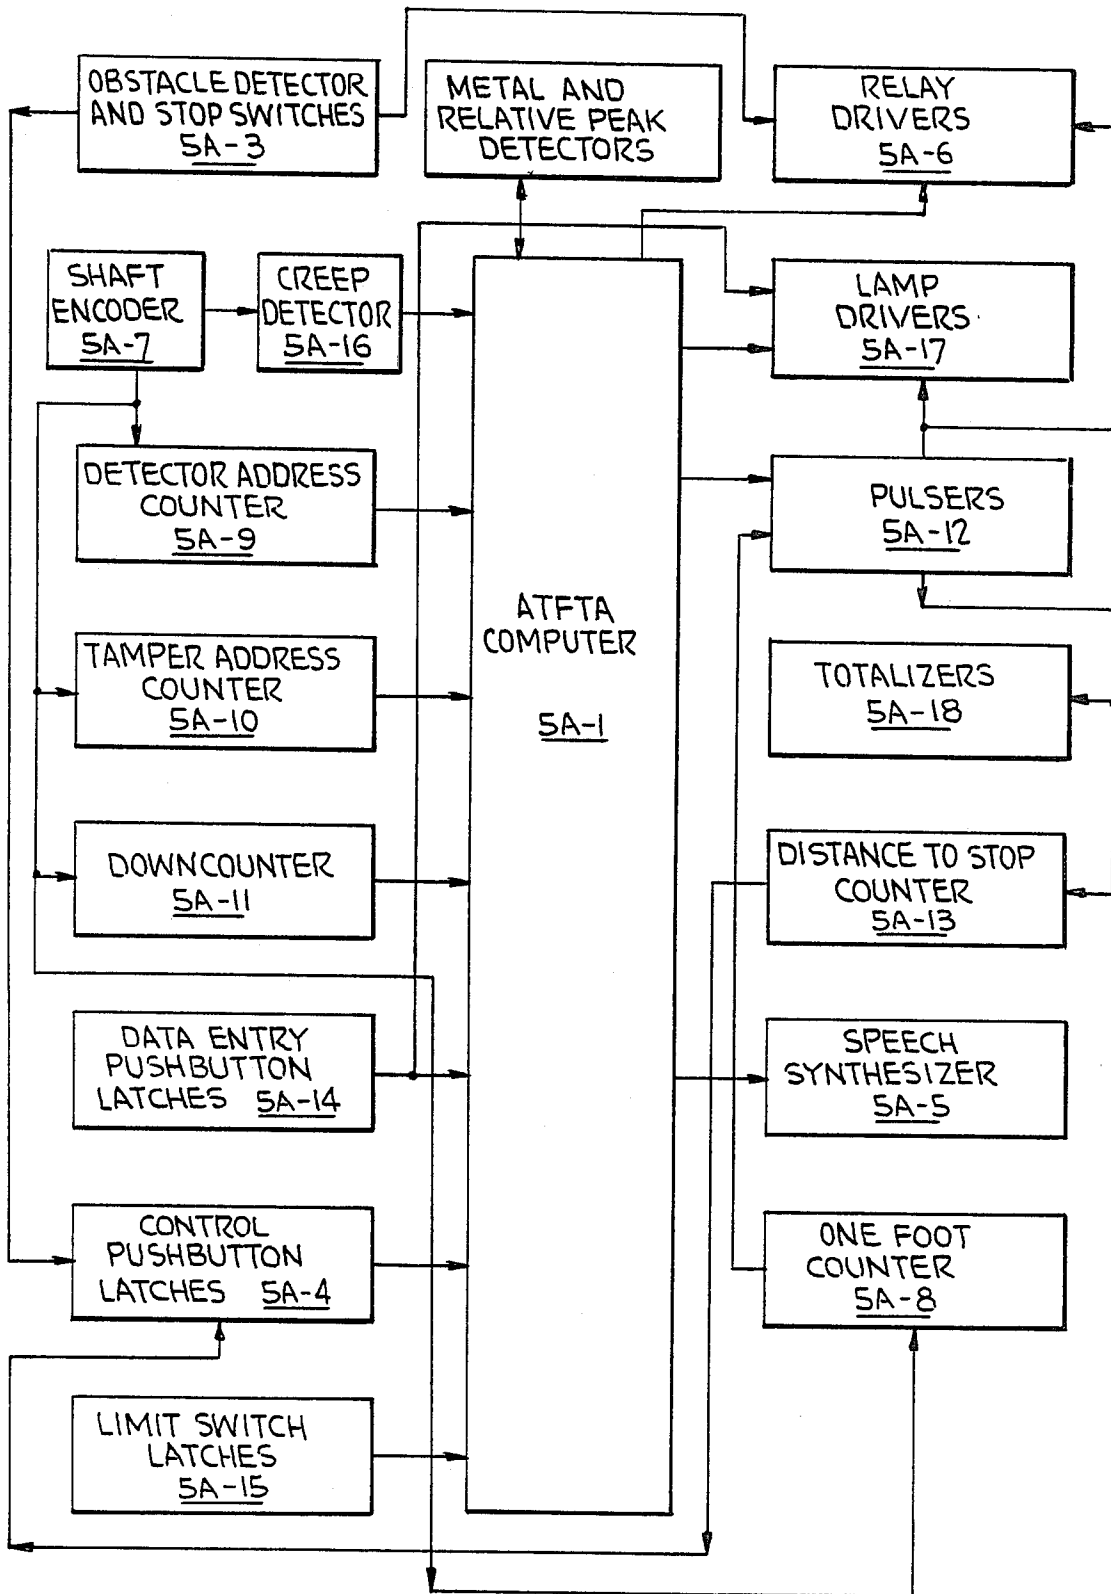 OBSTACLE DETECTOR
AND STOP SWITCHES
5A-3
METAL AND
RELATIVE PEAK
DETECTORS
RELAY
DRIVERS
5A-6
SHAFT
ENCODER
5A-7
CREEP
DETECTOR
5A-16
LAMP
DRIVERS
5A-17
DETECTOR ADDRESS
COUNTER
5A-9
PULSERS
5A-12
ATFTA
COMPUTER
5A-1
TAMPER ADDRESS
COUNTER
5A-10
TOTALIZERS
5A-18
DOWNCOUNTER
5A-11
DISTANCE TO STOP
COUNTER
5A-13
DATA ENTRY
PUSHBUTTON
LATCHES 5A-14
SPEECH
SYNTHESIZER
5A-5
CONTROL
PUSHBUTTON
LATCHES 5A-4
ONE FOOT
COUNTER
5A-8
LIMIT SWITCH
LATCHES
5A-15